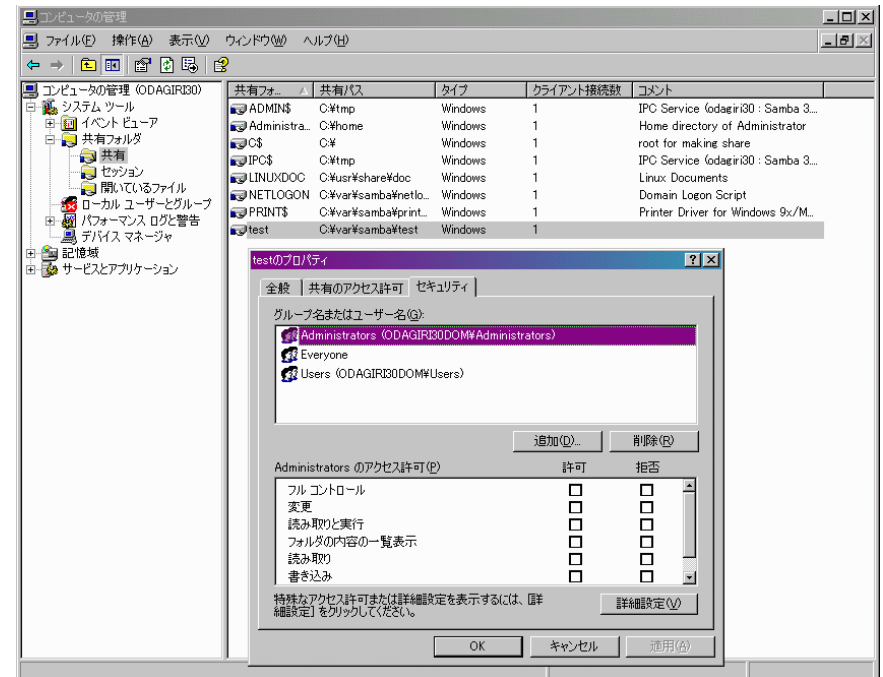 コンピュータの管理
ファイル(F) 操作(A) 表示(V) ウィンドウ(W) ヘルプ(H)
コンピュータの管理 (ODAGIRI30)
システム ツール
イベント ビューア
共有フォルダ
共有
セッション
開いているファイル
ローカル ユーザーとグループ
パフォーマンス ログと警告
デバイス マネージャ
記憶域
サービスとアプリケーション
共有フォ... 共有パス タイプ クライアント接続数 コメント
ADMIN$ C:¥tmp Windows 1 IPC Service (odagiri30 : Samba 3....
Administra... C:¥home Windows 1 Home directory of Administrator
C$ C:¥ Windows 1 root for making share
IPC$ C:¥tmp Windows 1 IPC Service (odagiri30 : Samba 3....
LINUXDOC C:¥usr¥share¥doc Windows 1 Linux Documents
NETLOGON C:¥var¥samba¥netlo... Windows 1 Domain Logon Script
PRINT$ C:¥var¥samba¥print... Windows 1 Printer Driver for Windows 9x/M...
test C:¥var¥samba¥test Windows 1
testのプロパティ
全般 共有のアクセス許可 セキュリティ
グループ名またはユーザー名(G):
Administrators (ODAGIRI30DOM¥Administrators)
Everyone
Users (ODAGIRI30DOM¥Users)
追加(D)... 削除(R)
Administrators のアクセス許可(P) 許可 拒否
フル コントロール
変更
読み取りと実行
フォルダの内容の一覧表示
読み取り
書き込み
特殊なアクセス許可または詳細設定を表示するには、[詳
細設定] をクリックしてください。
詳細設定(V)
OK キャンセル 適用(A)